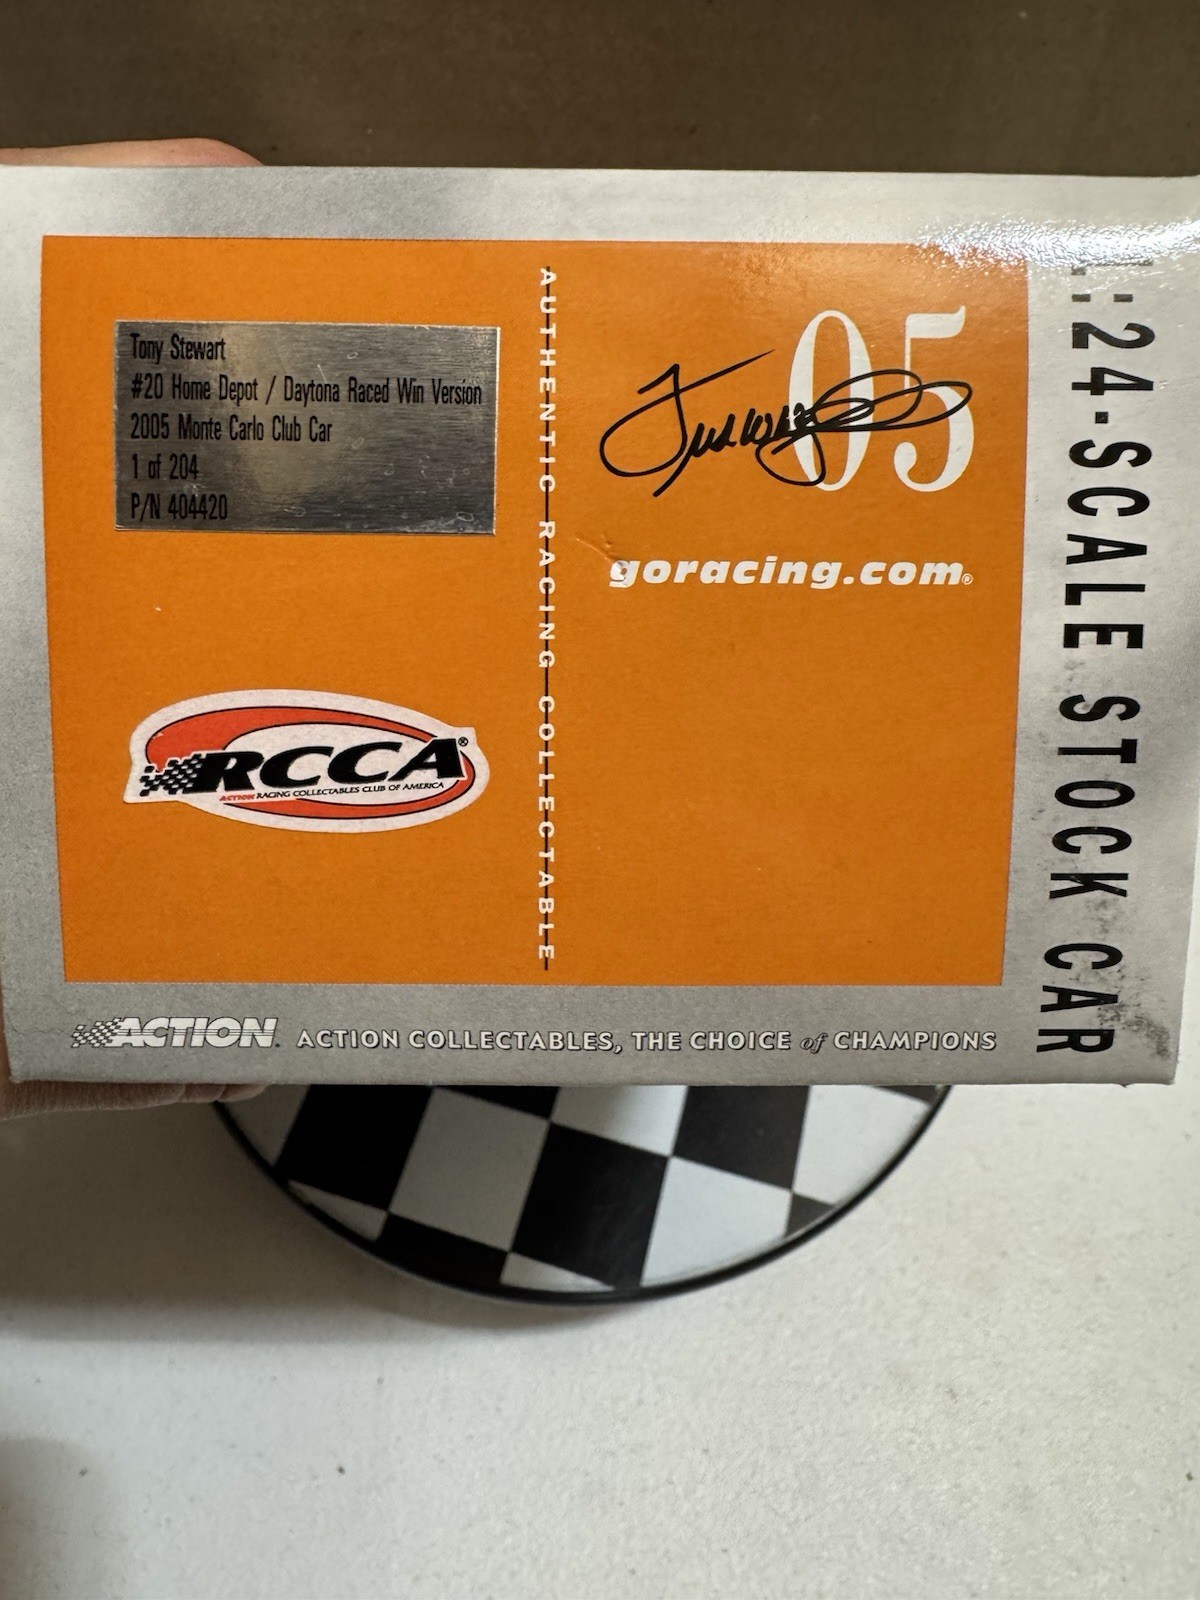 Tony Stewart
#20 Home Depot / Daytona Raced Win Version
2005 Monte Carlo Club Car
1 of 204
P/N 404420
RCCA®
ACTION RACING COLLECTABLES CLUB OF AMERICA
AUTHENTIC RACING COLLECTABLE
05
goracing.com®
1:24-SCALE STOCK CAR
ACTION. ACTION COLLECTABLES, THE CHOICE of CHAMPIONS